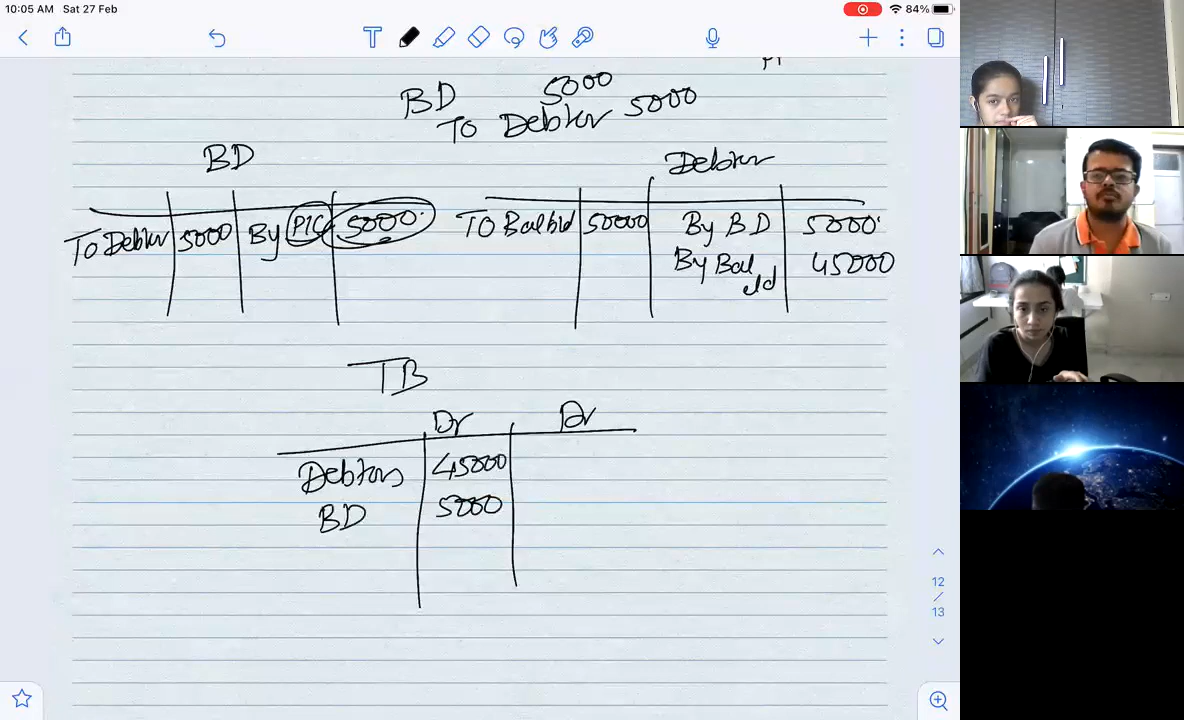 10:05 AM Sat 27 Feb 84%
BD 5000
To Debtor 5000
BD
To Debtor 5000 By P/C 5000
Debtor
To Bal b/d 50000 By BD 5000
By Bal c/d 45000
TB
Dr Dr
Debtors 45000
BD 5000
12
/
13